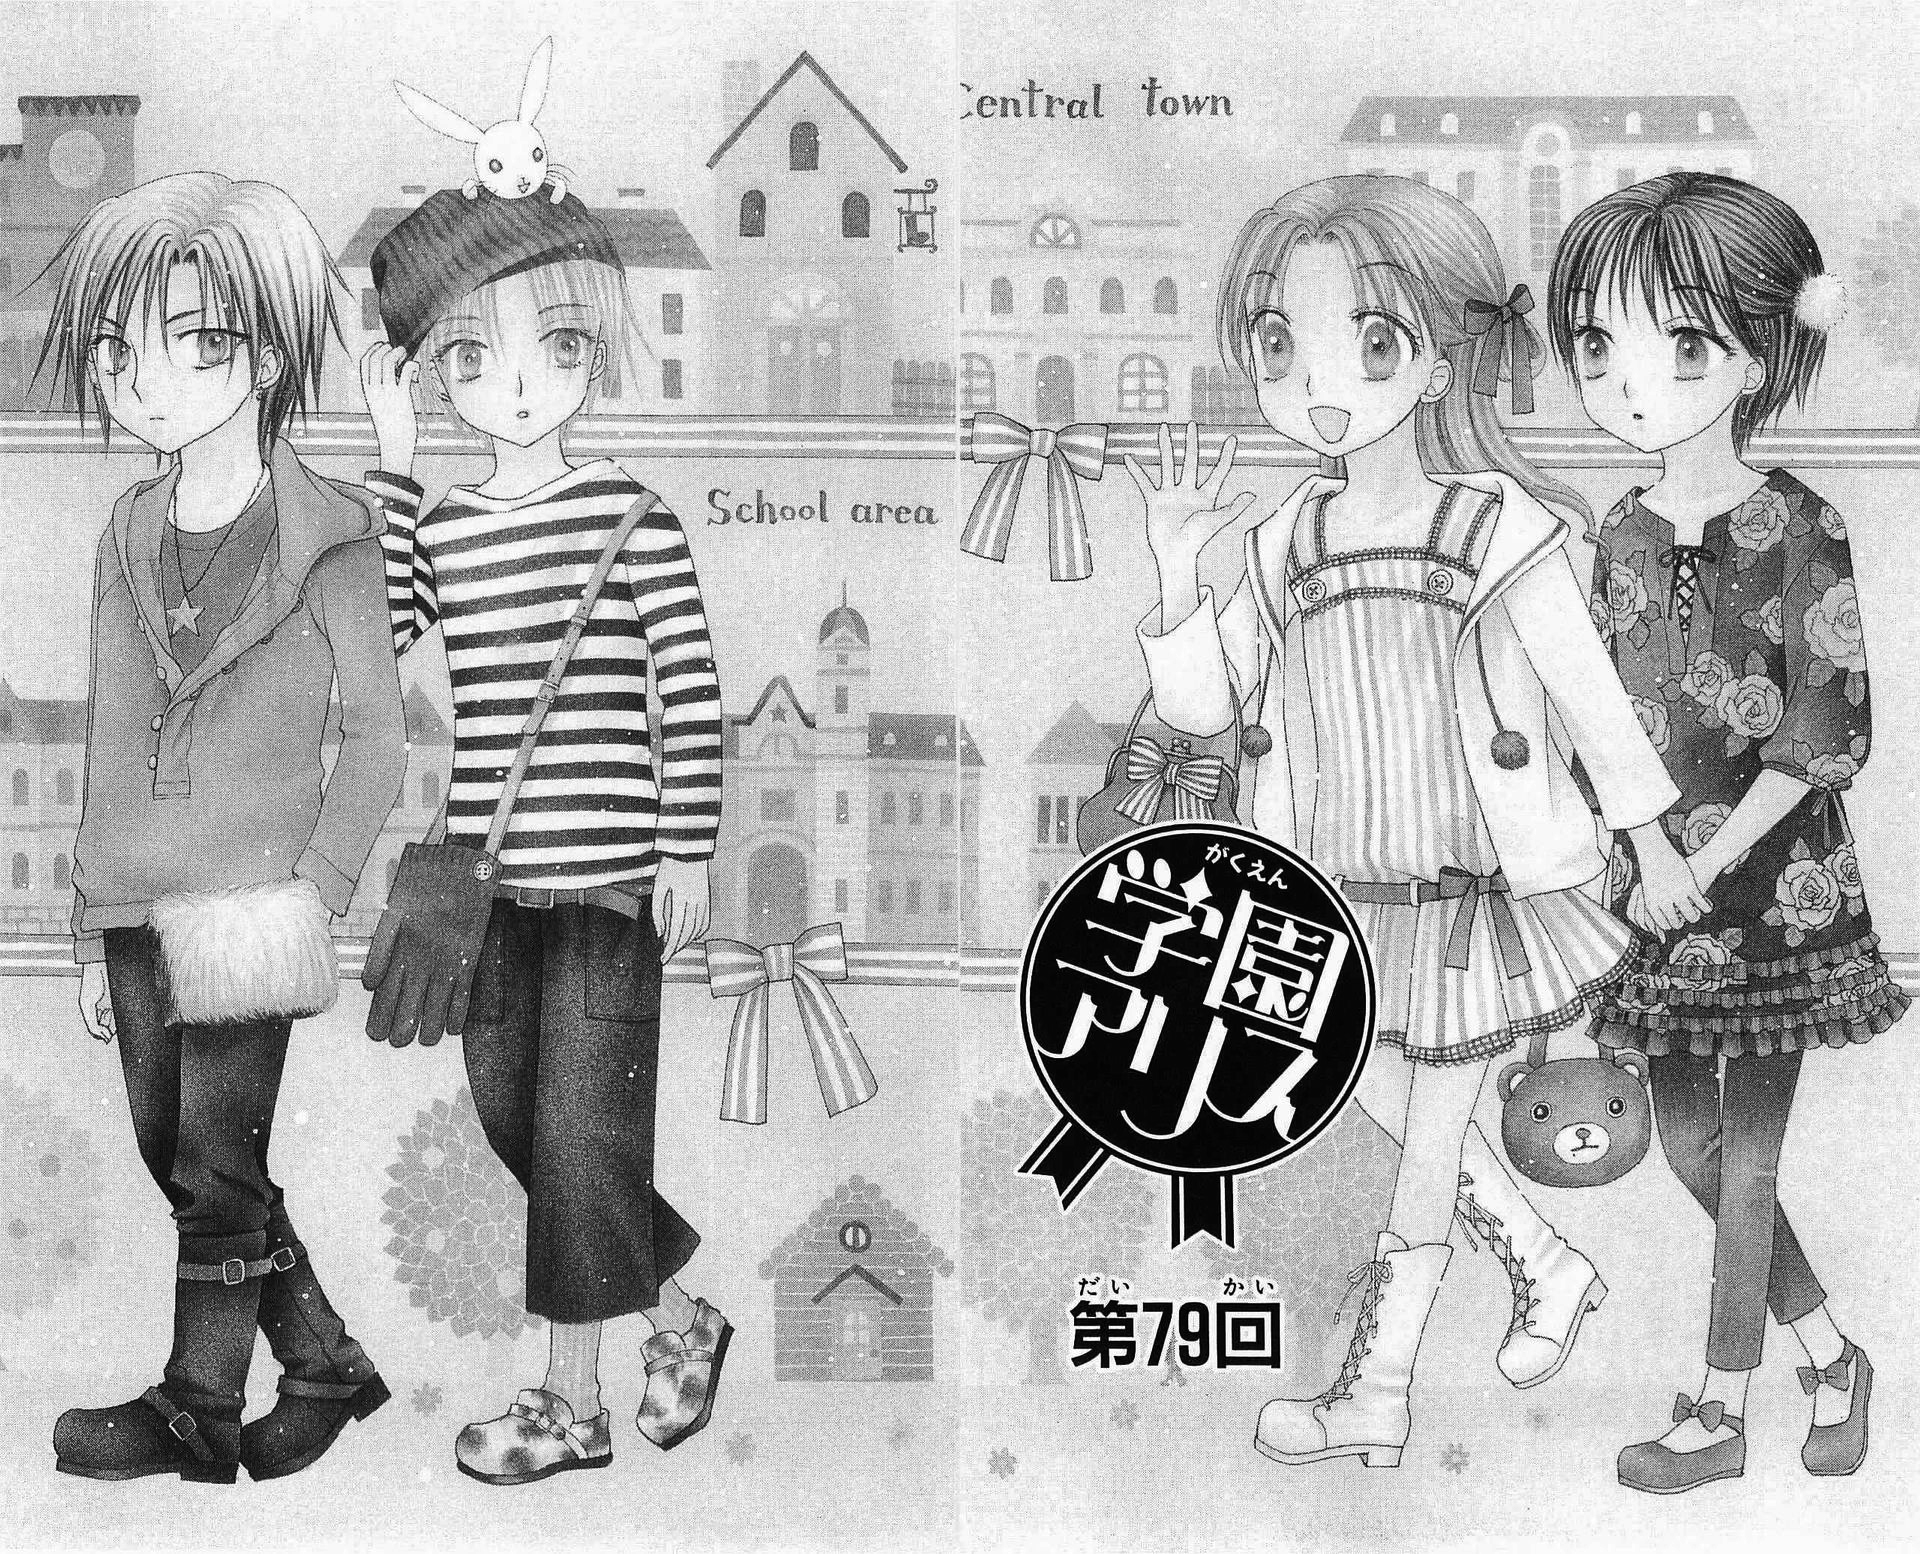 Central town
School area
がくえん
学園
アリス
だい かい
第79回